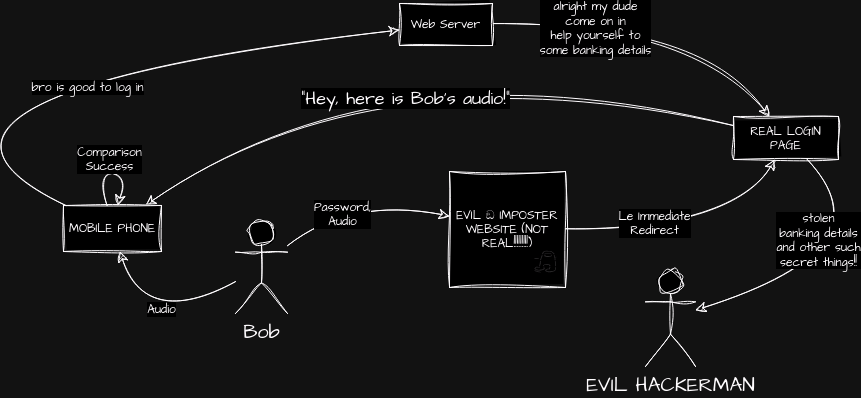 alright my dude
come on in
help yourself to
some banking details
Web Server
bro is good to log in
"Hey, here is Bob's audio!"
REAL LOGIN
PAGE
Comparison
Success
MOBILE PHONE
Password,
Audio
EVIL ඞ IMPOSTER
WEBSITE (NOT
REAL!!!!!!!)
Le Immediate
Redirect
stolen
banking details
and other such
secret things!!
Audio
Bob
EVIL HACKERMAN